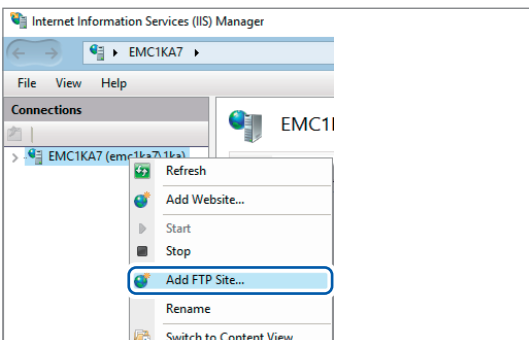 Internet Information Services (IIS) Manager
EMC1KA7
File View Help
Connections
EMC1
EMC1KA7 (emc1ka7\1ka)
Refresh
Add Website...
Start
Stop
Add FTP Site...
Rename
Switch to Content View